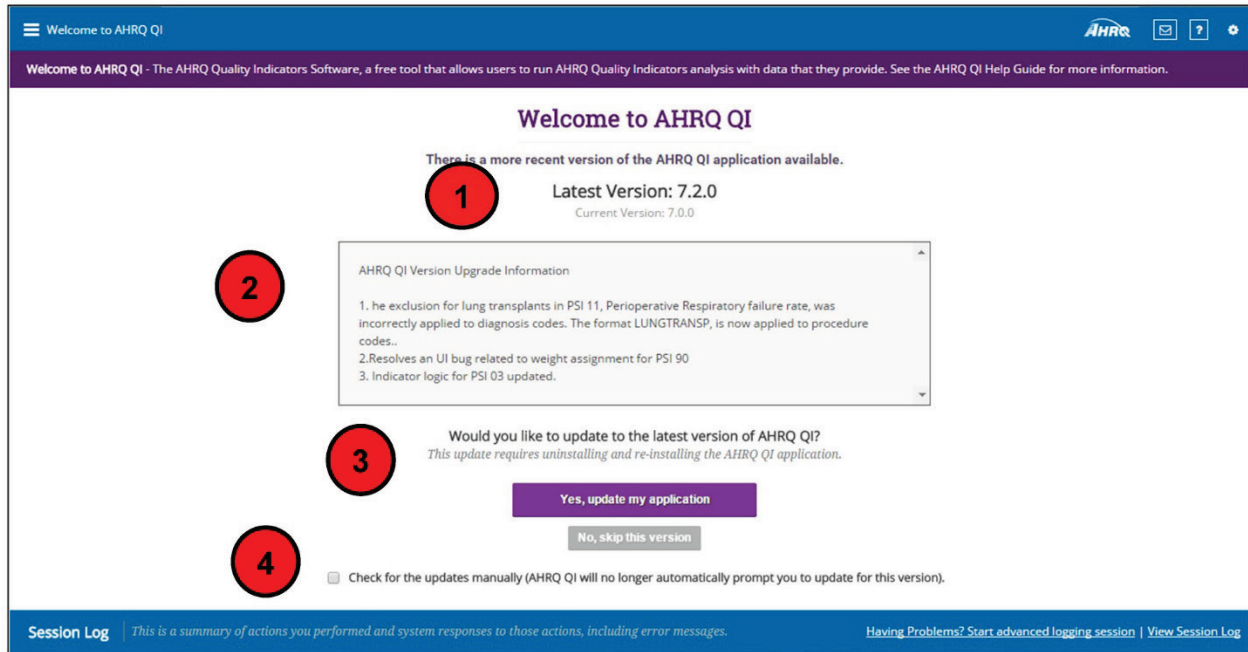 Welcome to AHRQ QI
AHRQ
?
Welcome to AHRQ QI - The AHRQ Quality Indicators Software, a free tool that allows users to run AHRQ Quality Indicators analysis with data that they provide. See the AHRQ QI Help Guide for more information.
Welcome to AHRQ QI
There is a more recent version of the AHRQ QI application available.
1
Latest Version: 7.2.0
Current Version: 7.0.0
2
AHRQ QI Version Upgrade Information
1. he exclusion for lung transplants in PSI 11, Perioperative Respiratory failure rate, was
incorrectly applied to diagnosis codes. The format LUNGTRANSP, is now applied to procedure
codes..
2.Resolves an UI bug related to weight assignment for PSI 90
3. Indicator logic for PSI 03 updated.
3
Would you like to update to the latest version of AHRQ QI?
This update requires uninstalling and re-installing the AHRQ QI application.
Yes, update my application
No, skip this version
4
Check for the updates manually (AHRQ QI will no longer automatically prompt you to update for this version).
Session Log
This is a summary of actions you performed and system responses to those actions, including error messages.
Having Problems? Start advanced logging session | View Session Log